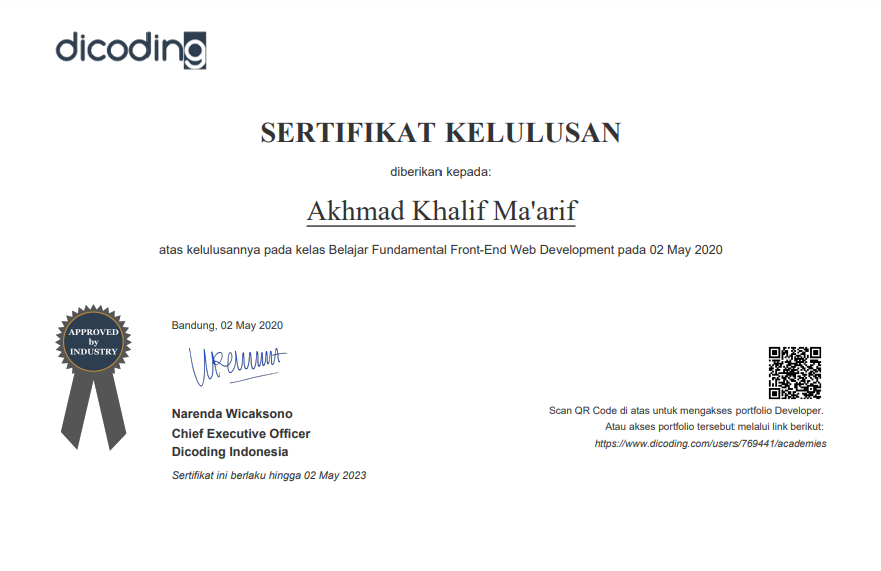 dicoding
SERTIFIKAT KELULUSAN
diberikan kepada:
Akhmad Khalif Ma'arif
atas kelulusannya pada kelas Belajar Fundamental Front-End Web Development pada 02 May 2020
APPROVED
by
INDUSTRY
Bandung, 02 May 2020
Narenda Wicaksono
Chief Executive Officer
Dicoding Indonesia
Sertifikat ini berlaku hingga 02 May 2023
Scan QR Code di atas untuk mengakses portfolio Developer.
Atau akses portfolio tersebut melalui link berikut:
https://www.dicoding.com/users/769441/academies